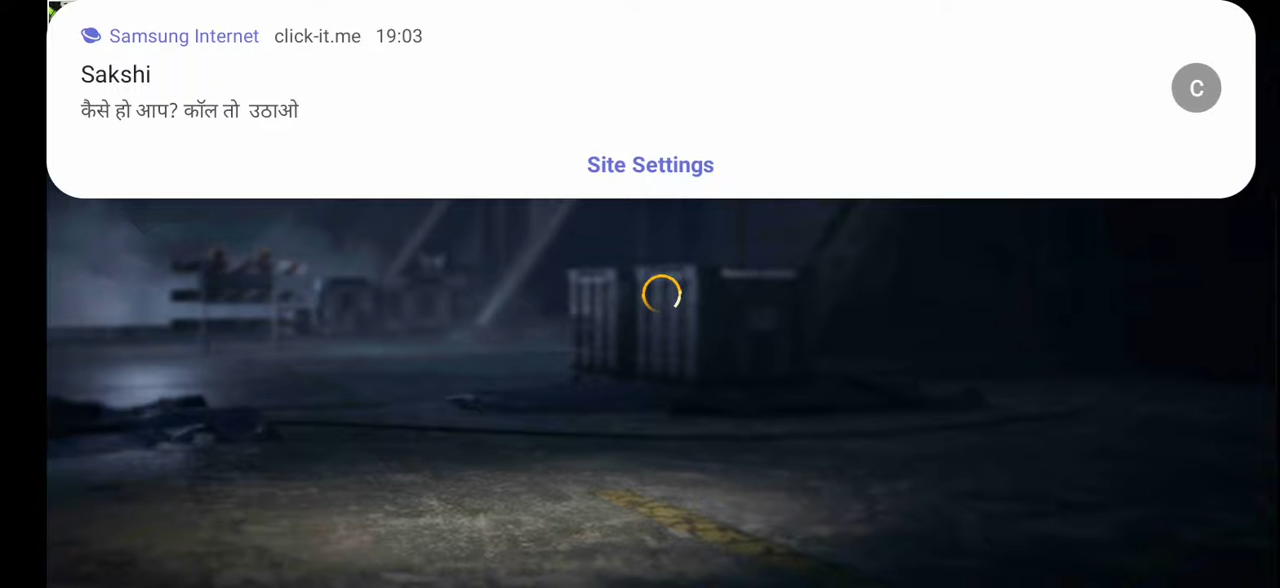 Samsung Internet click-it.me 19:03
Sakshi
कैसे हो आप? कॉल तो उठाओ
C
Site Settings